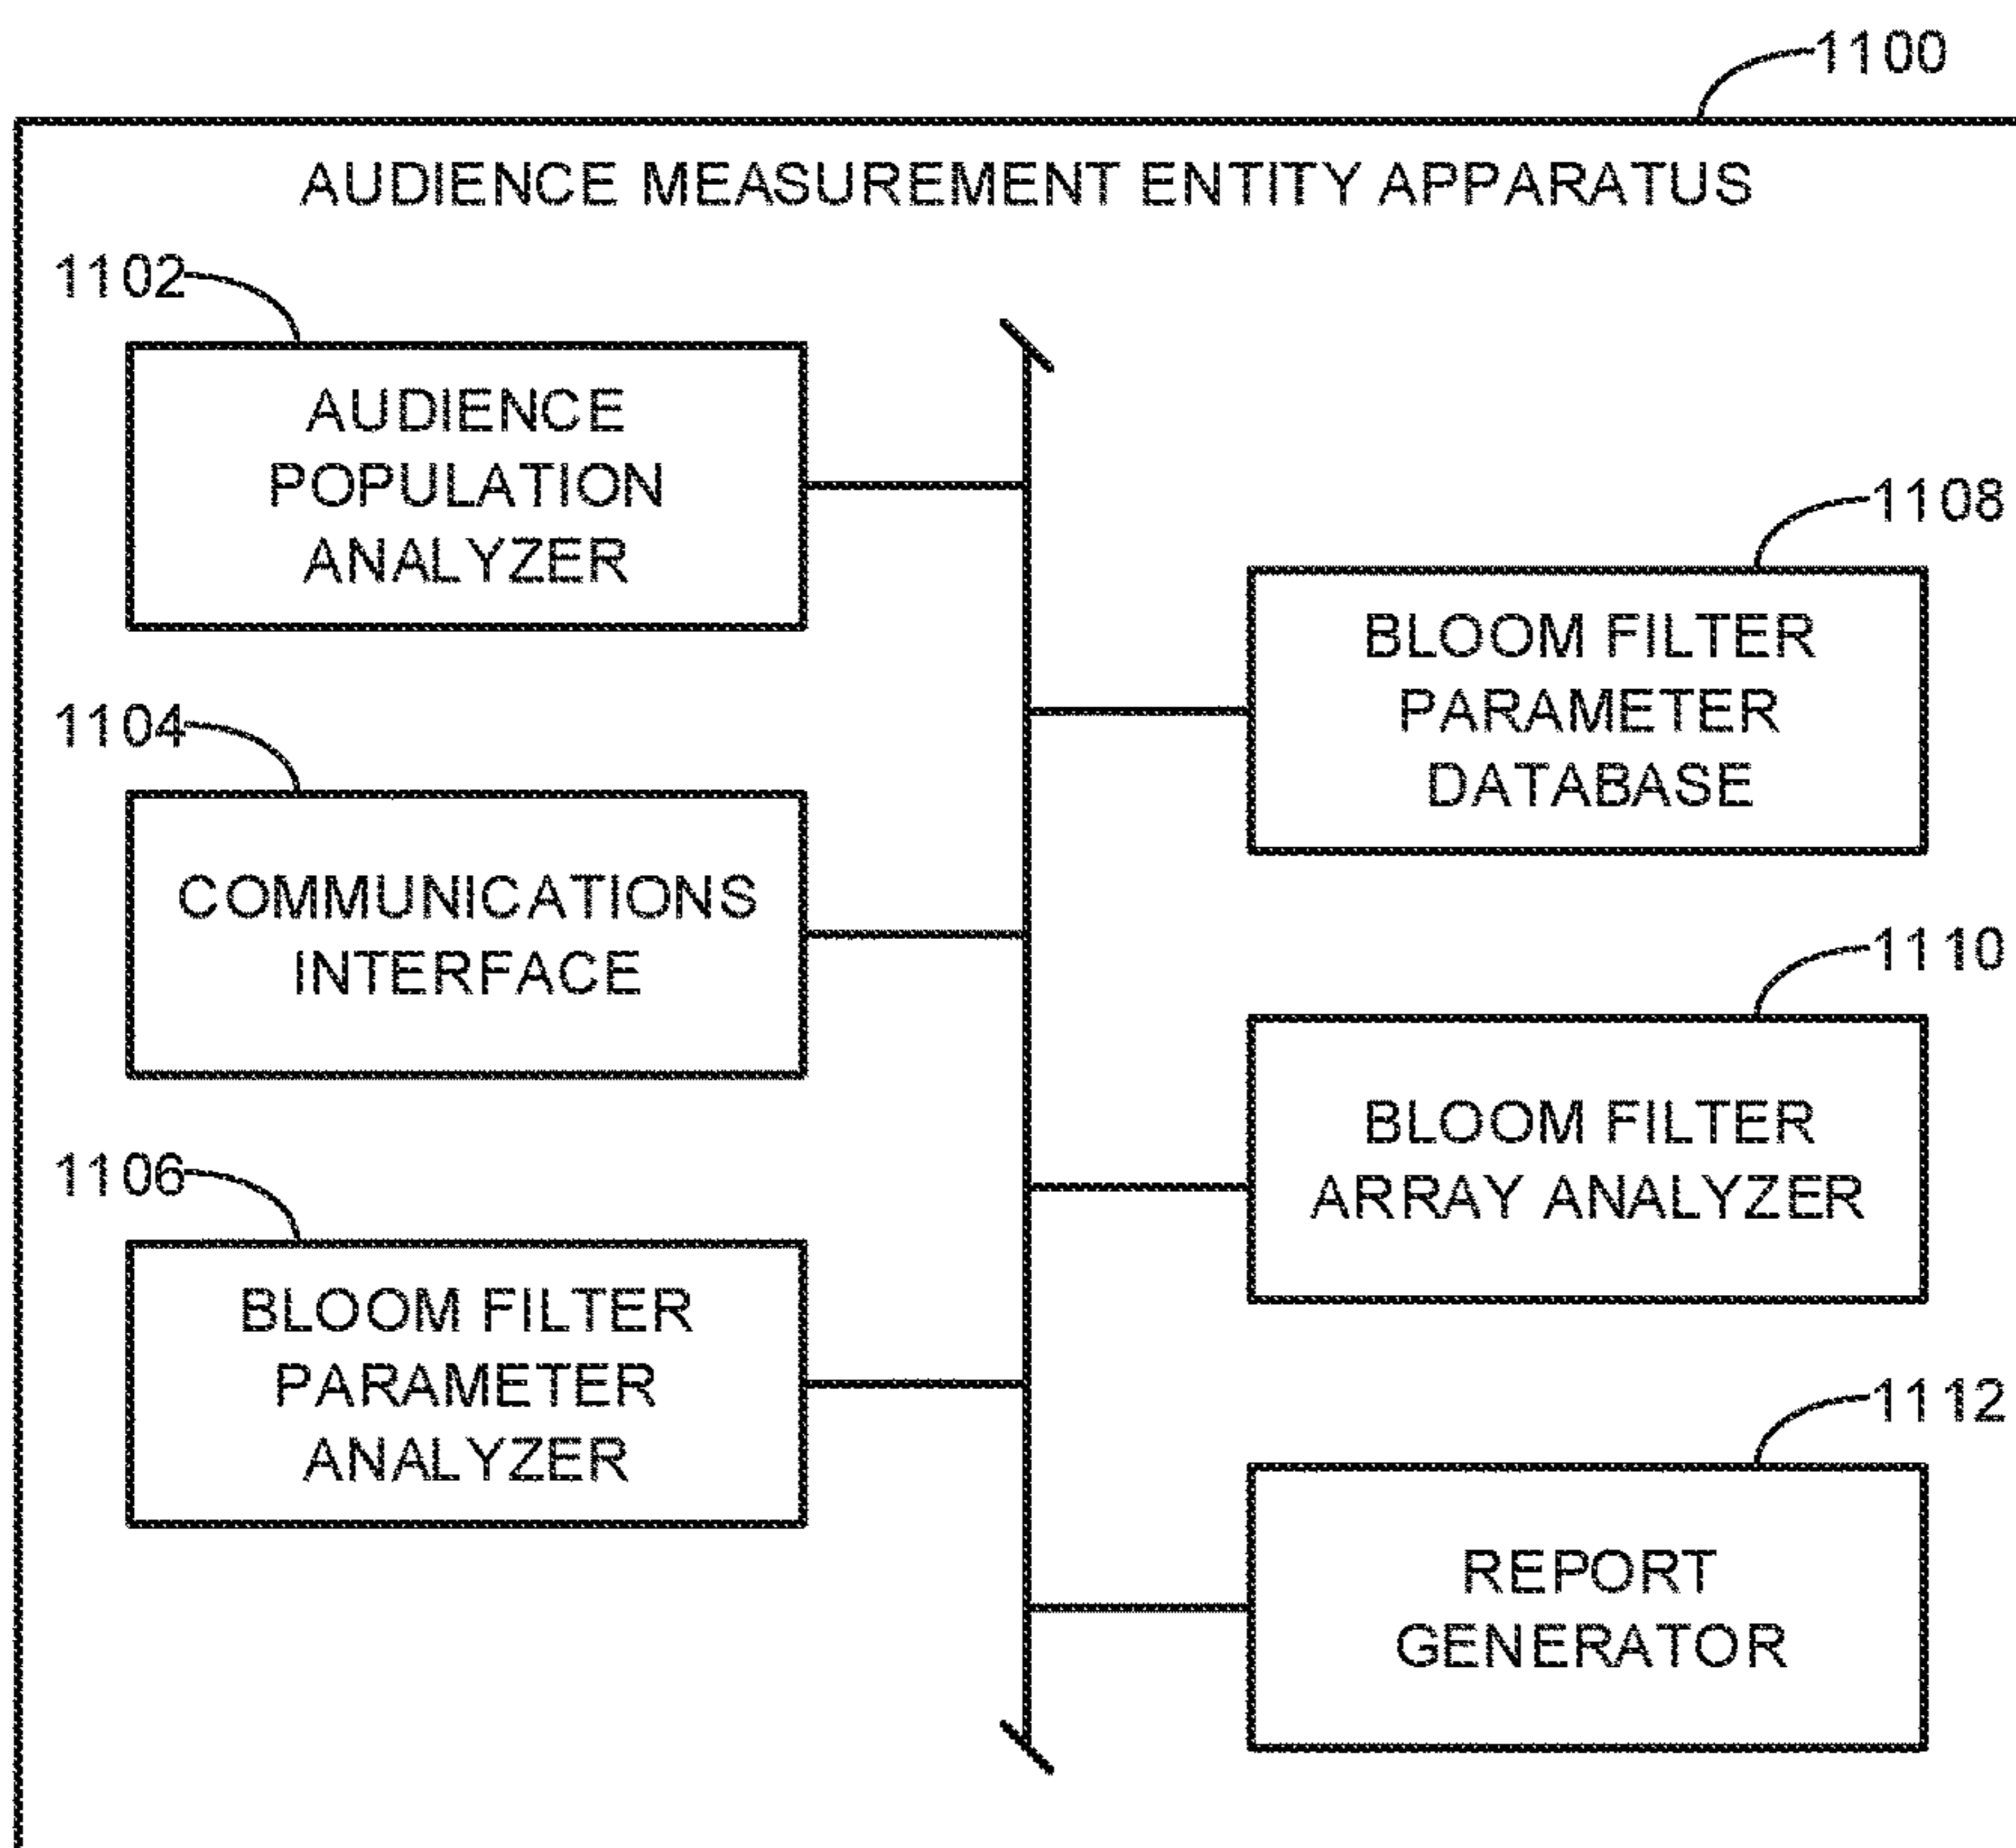 1100
AUDIENCE MEASUREMENT ENTITY APPARATUS
1102
AUDIENCE
POPULATION
ANALYZER
1104
COMMUNICATIONS
INTERFACE
1106
BLOOM FILTER
PARAMETER
ANALYZER
1108
BLOOM FILTER
PARAMETER
DATABASE
1110
BLOOM FILTER
ARRAY ANALYZER
1112
REPORT
GENERATOR